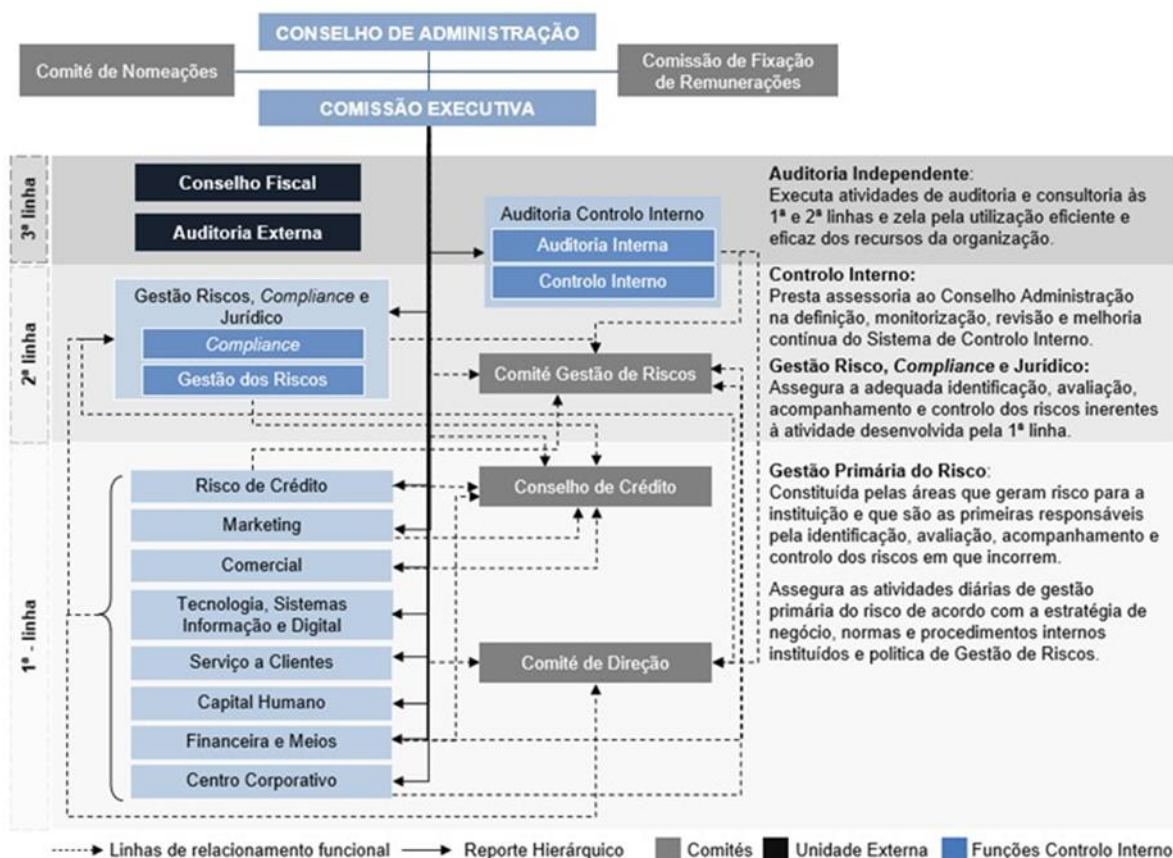 CONSELHO DE ADMINISTRAÇÃO
Comité de Nomeações
Comissão de Fixação
de Remunerações
COMISSÃO EXECUTIVA
3ª linha
Conselho Fiscal
Auditoria Externa
Auditoria Controlo Interno
Auditoria Interna
Controlo Interno
Auditoria Independente:
Executa atividades de auditoria e consultoria às
1ª e 2ª linhas e zela pela utilização eficiente e
eficaz dos recursos da organização.
2ª linha
Gestão Riscos, Compliance e
Jurídico
Compliance
Gestão dos Riscos
Comité Gestão de Riscos
Controlo Interno:
Presta assessoria ao Conselho Administração
na definição, monitorização, revisão e melhoria
contínua do Sistema de Controlo Interno.
Gestão Risco, Compliance e Jurídico:
Assegura a adequada identificação, avaliação,
acompanhamento e controlo dos riscos inerentes
à atividade desenvolvida pela 1ª linha.
1ª - linha
Risco de Crédito
Marketing
Comercial
Tecnologia, Sistemas
Informação e Digital
Serviço a Clientes
Capital Humano
Financeira e Meios
Centro Corporativo
Conselho de Crédito
Comité de Direção
Gestão Primária do Risco:
Constituída pelas áreas que geram risco para a
instituição e que são as primeiras responsáveis
pela identificação, avaliação, acompanhamento e
controlo dos riscos em que incorrem.
Assegura as atividades diárias de gestão
primária do risco de acordo com a estratégia de
negócio, normas e procedimentos internos
instituídos e politica de Gestão de Riscos.
Linhas de relacionamento funcional
Reporte Hierárquico
Comités
Unidade Externa
Funções Controlo Interno